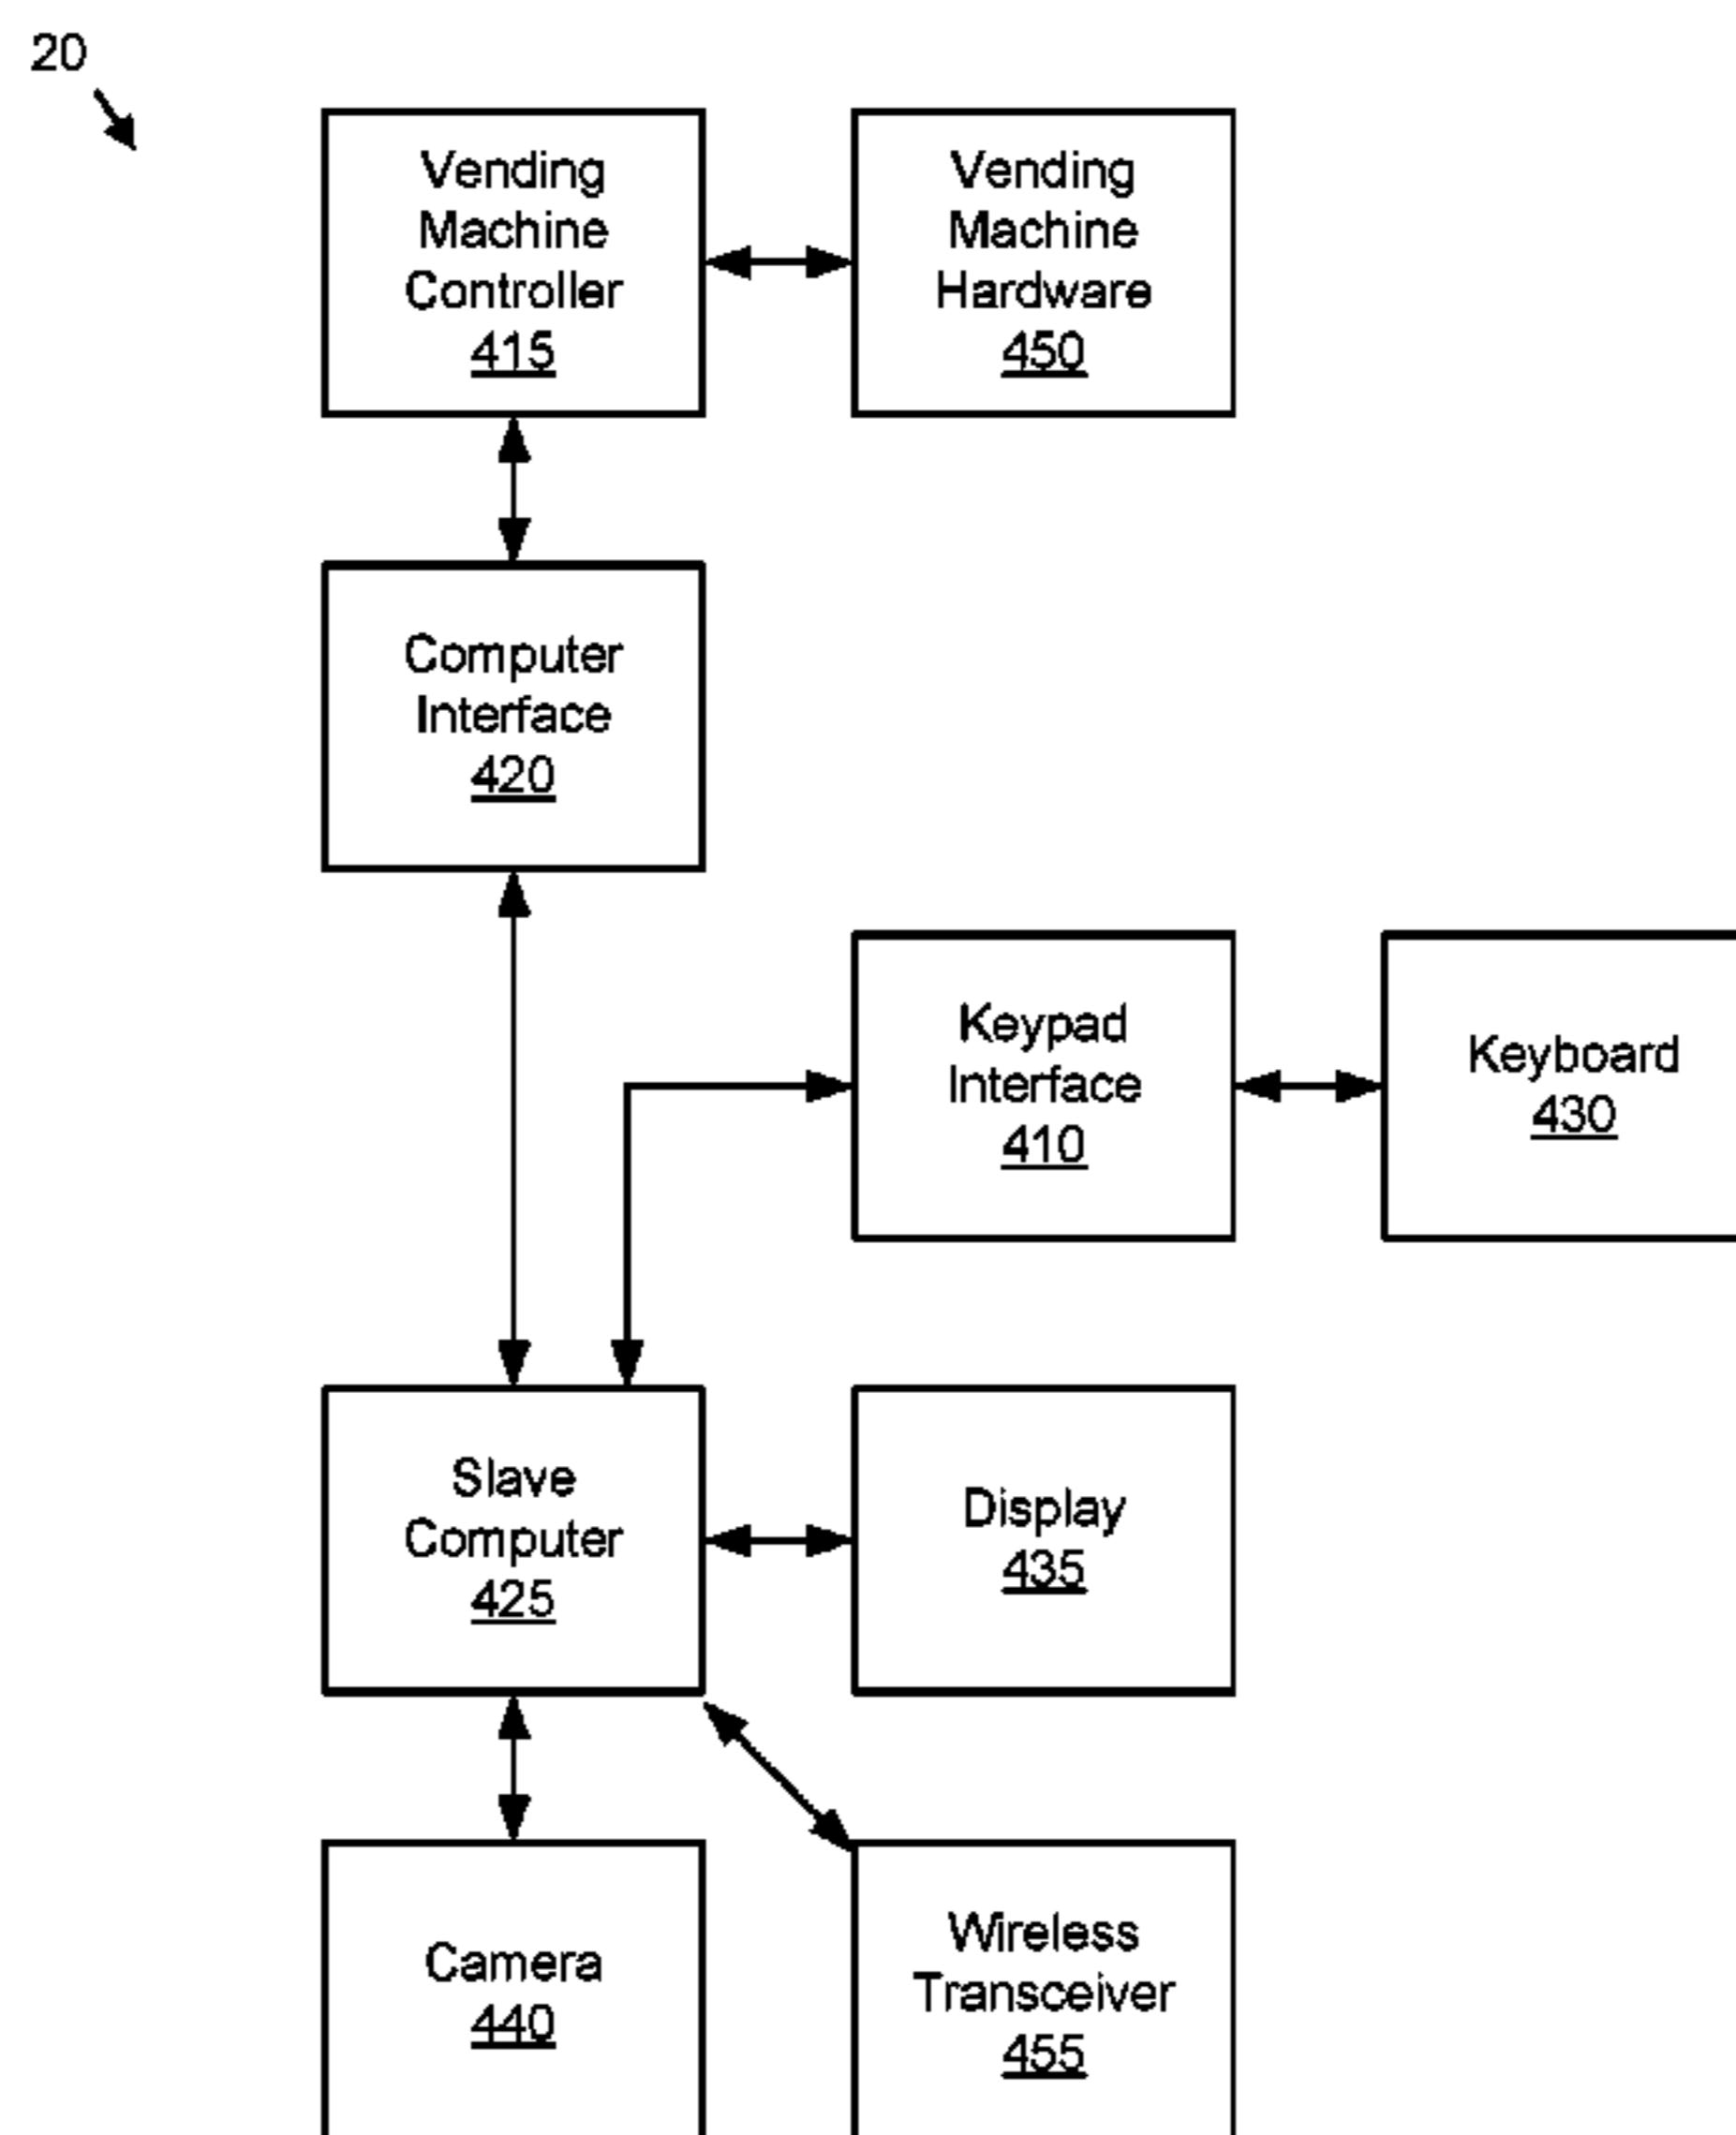 20
Vending
Machine
Controller
415
Vending
Machine
Hardware
450
Computer
Interface
420
Keypad
Interface
410
Keyboard
430
Slave
Computer
425
Display
435
Camera
440
Wireless
Transceiver
455